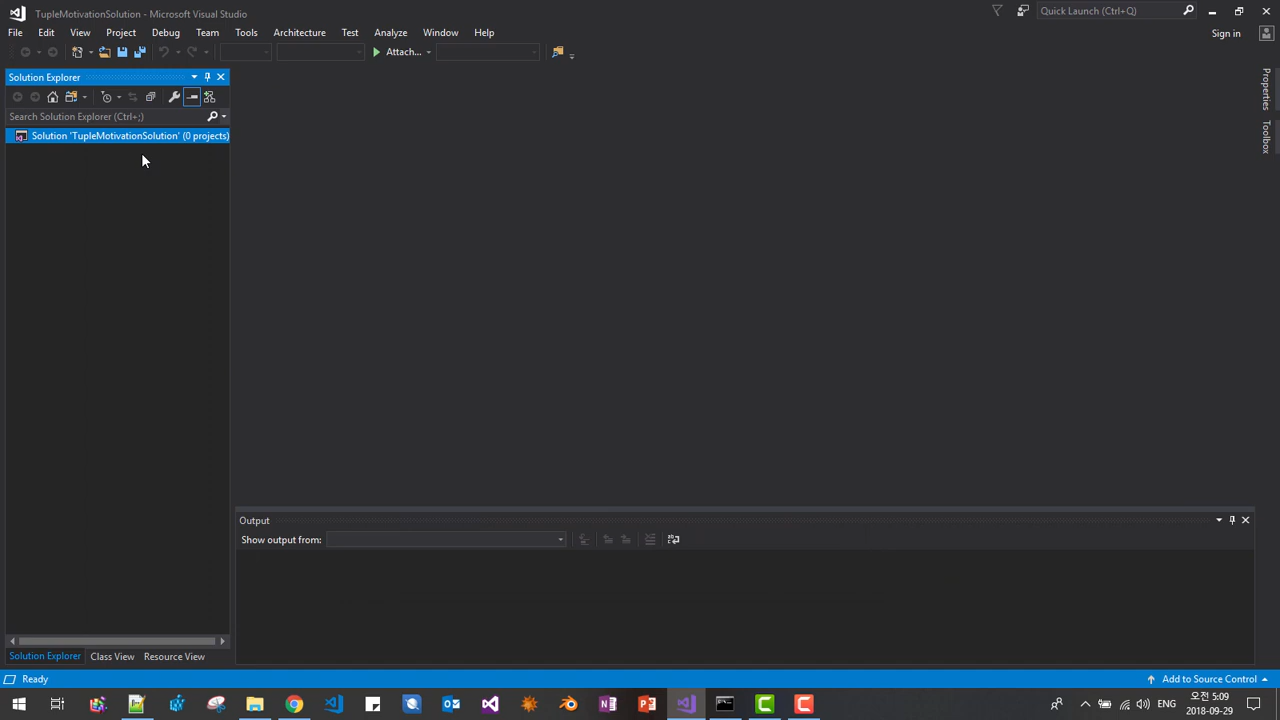 TupleMotivationSolution - Microsoft Visual Studio
Quick Launch (Ctrl+Q)
File Edit View Project Debug Team Tools Architecture Test Analyze Window Help
Sign in
Attach...
Solution Explorer
Search Solution Explorer (Ctrl+;)
Solution 'TupleMotivationSolution' (0 projects)
Properties
Toolbox
Output
Show output from:
Solution Explorer Class View Resource View
Ready
Add to Source Control
ENG
오전 5:09
2018-09-29